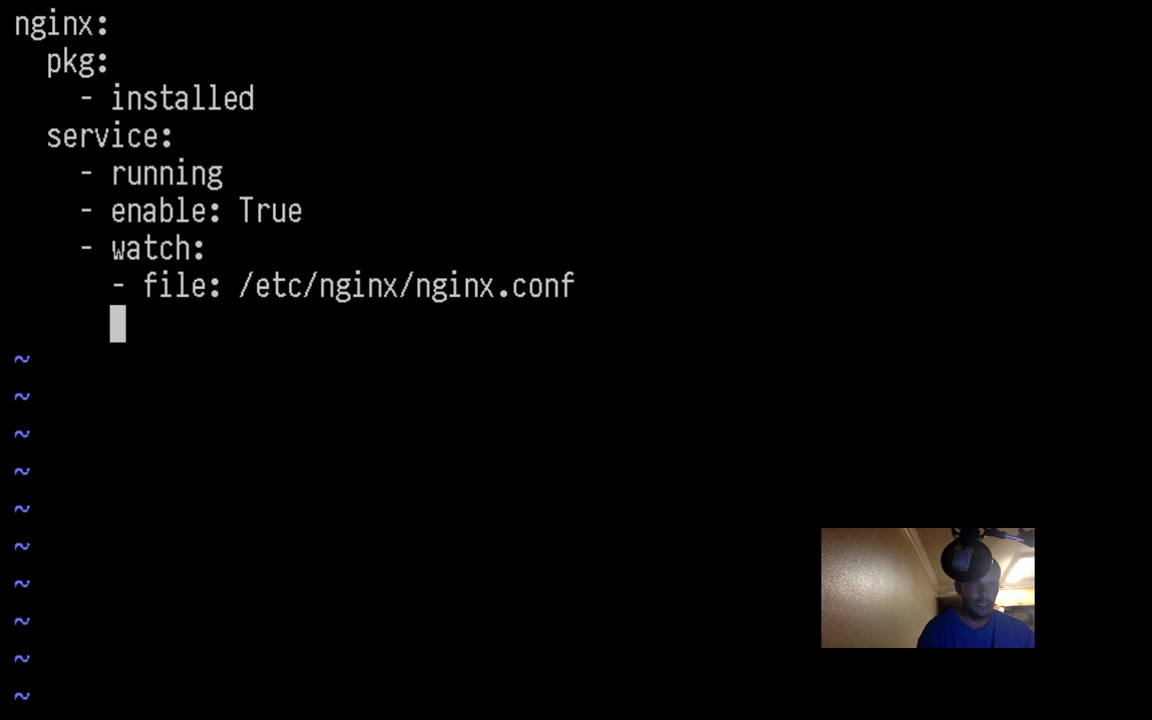 nginx:
  pkg:
    - installed
  service:
    - running
    - enable: True
    - watch:
      - file: /etc/nginx/nginx.conf
~
~
~
~
~
~
~
~
~
~